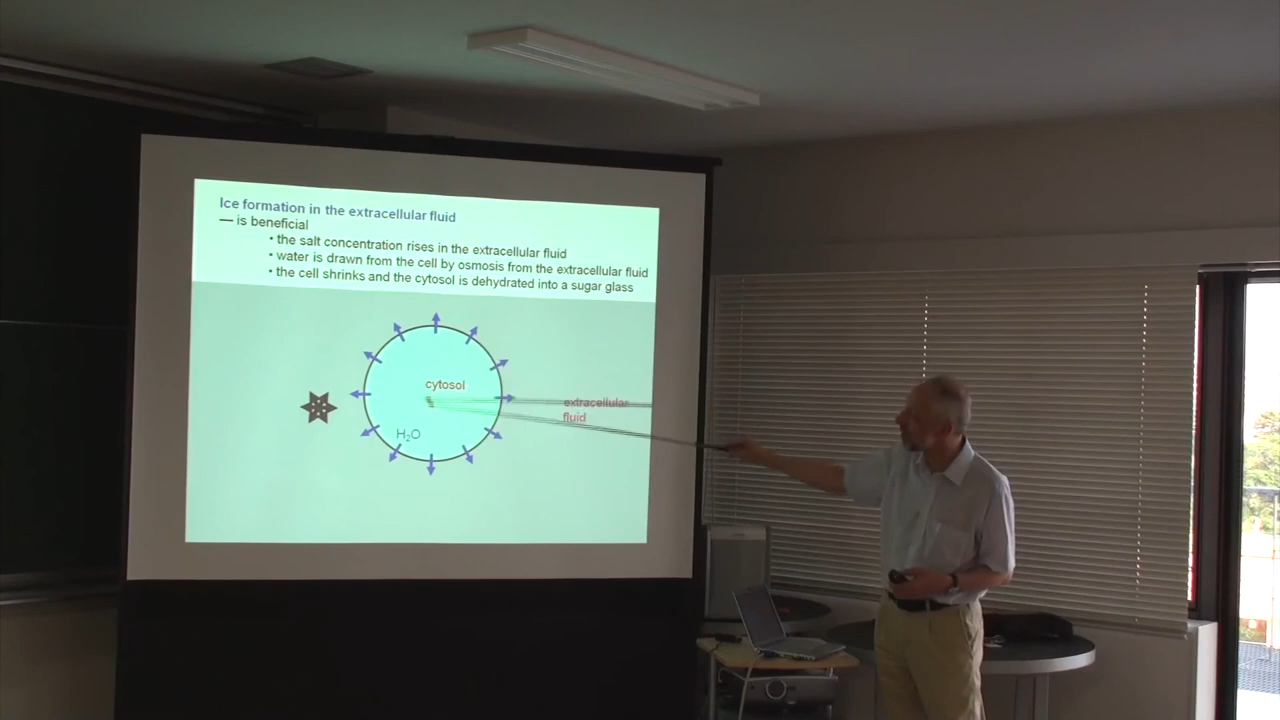 Ice formation in the extracellular fluid
— is beneficial
• the salt concentration rises in the extracellular fluid
• water is drawn from the cell by osmosis from the extracellular fluid
• the cell shrinks and the cytosol is dehydrated into a sugar glass
cytosol
extracellular
fluid
H₂O